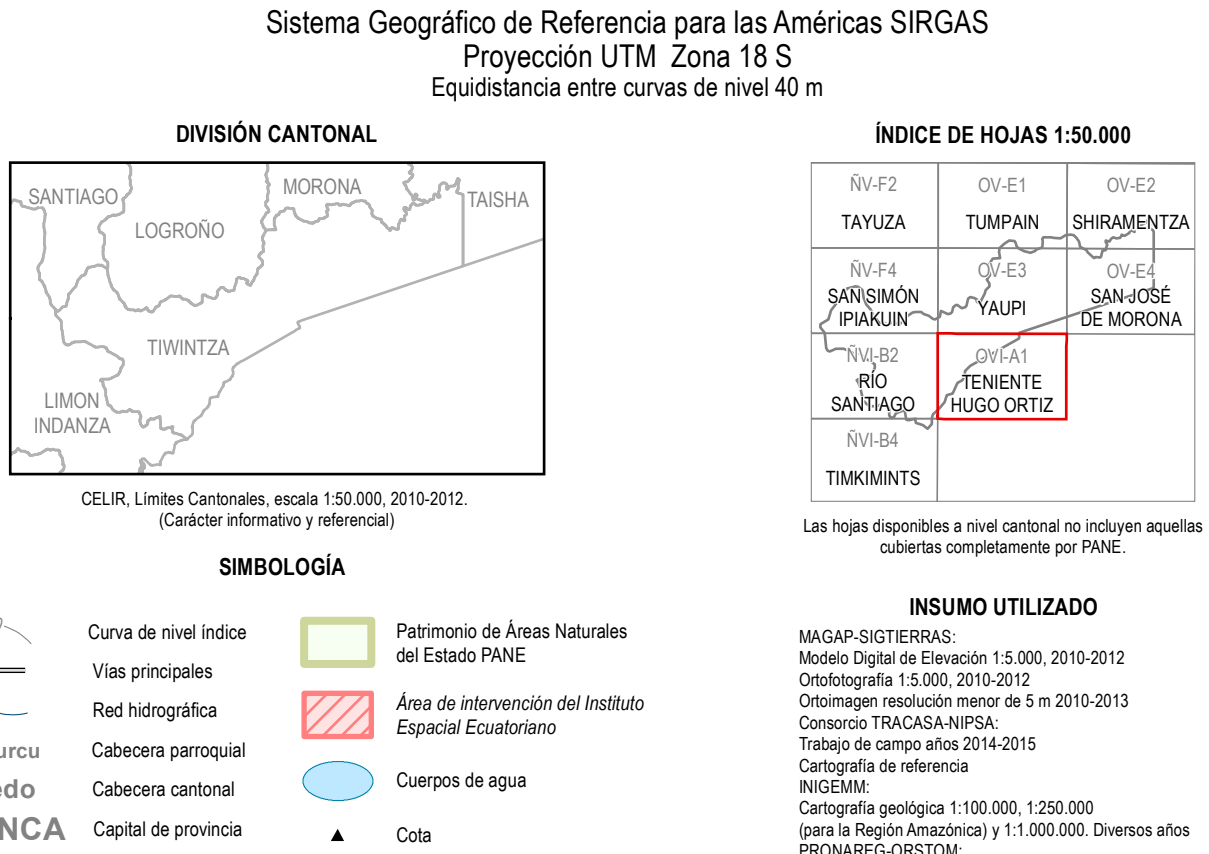 Sistema Geográfico de Referencia para las Américas SIRGAS
Proyección UTM Zona 18 S
Equidistancia entre curvas de nivel 40 m
DIVISIÓN CANTONAL
SANTIAGO
LOGROÑO
MORONA
TAISHA
TIWINTZA
LIMON
INDANZA
CELIR, Límites Cantonales, escala 1:50.000, 2010-2012.
(Carácter informativo y referencial)
ÍNDICE DE HOJAS 1:50.000
ÑV-F2
TAYUZA
OV-E1
TUMPAIN
OV-E2
SHIRAMENTZA
ÑV-F4
SAN SIMÓN
IPIAKUIN
OV-E3
YAUPI
OV-E4
SAN JOSÉ
DE MORONA
ÑVI-B2
RÍO
SANTIAGO
OVI-A1
TENIENTE
HUGO ORTIZ
ÑVI-B4
TIMKIMINTS
Las hojas disponibles a nivel cantonal no incluyen aquellas
cubiertas completamente por PANE.
SIMBOLOGÍA
Curva de nivel índice
Vías principales
Red hidrográfica
urcu
Cabecera parroquial
edo
Cabecera cantonal
NCA
Capital de provincia
Patrimonio de Áreas Naturales
del Estado PANE
Área de intervención del Instituto
Espacial Ecuatoriano
Cuerpos de agua
Cota
INSUMO UTILIZADO
MAGAP-SIGTIERRAS:
Modelo Digital de Elevación 1:5.000, 2010-2012
Ortofotografía 1:5.000, 2010-2012
Ortoimagen resolución menor de 5 m 2010-2013
Consorcio TRACASA-NIPSA:
Trabajo de campo años 2014-2015
Cartografía de referencia
INIGEMM:
Cartografía geológica 1:100.000, 1:250.000
(para la Región Amazónica) y 1:1.000.000. Diversos años
PRONAREG-ORSTOM: